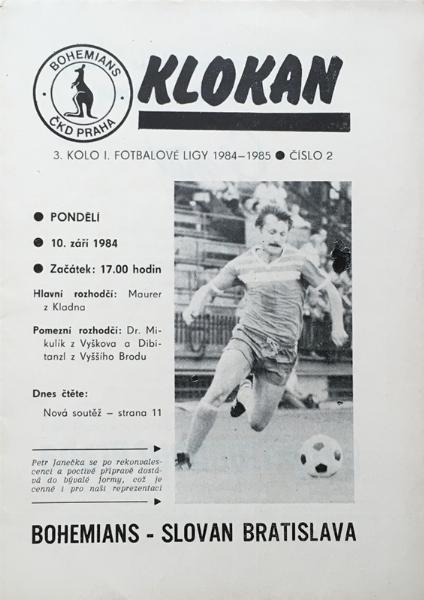 BOHEMIANS
ČKD PRAHA
KLOKAN
3. KOLO I. FOTBALOVÉ LIGY 1984–1985 ● ČÍSLO 2
● PONDĚLÍ
● 10. září 1984
● Začátek: 17.00 hodin
Hlavní rozhodčí: Maurer
z Kladna
Pomezní rozhodčí: Dr. Mi-
kulík z Vyškova a Dibi-
tanzl z Vyššího Brodu
Dnes čtěte:
Nová soutěž – strana 11
Petr Janečka se po rekonvales-
cenci a poctivé přípravě dostá-
vá do bývalé formy, což je
cenné i pro naši reprezentaci
BOHEMIANS - SLOVAN BRATISLAVA